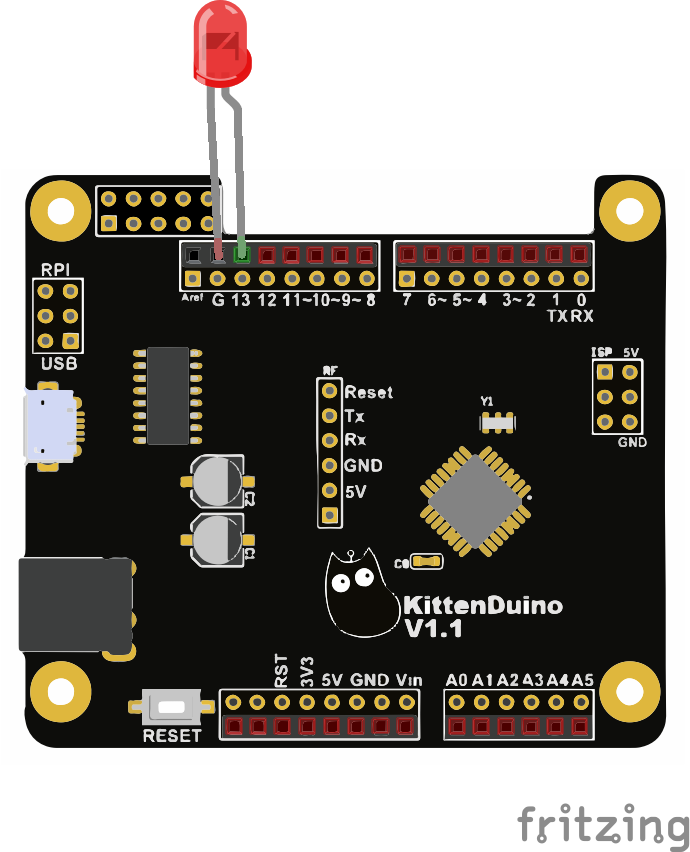 RPI
USB
Aref G 13 12 11~10~9~ 8
7 6~ 5~ 4 3~ 2 1 0
TX RX
ISP 5V
GND
RF
Reset
Tx
Rx
GND
5V
Y1
C2
C1
C0
KittenDuino
V1.1
RESET
RST 3V3 5V GND Vin
A0 A1 A2 A3 A4 A5
fritzing